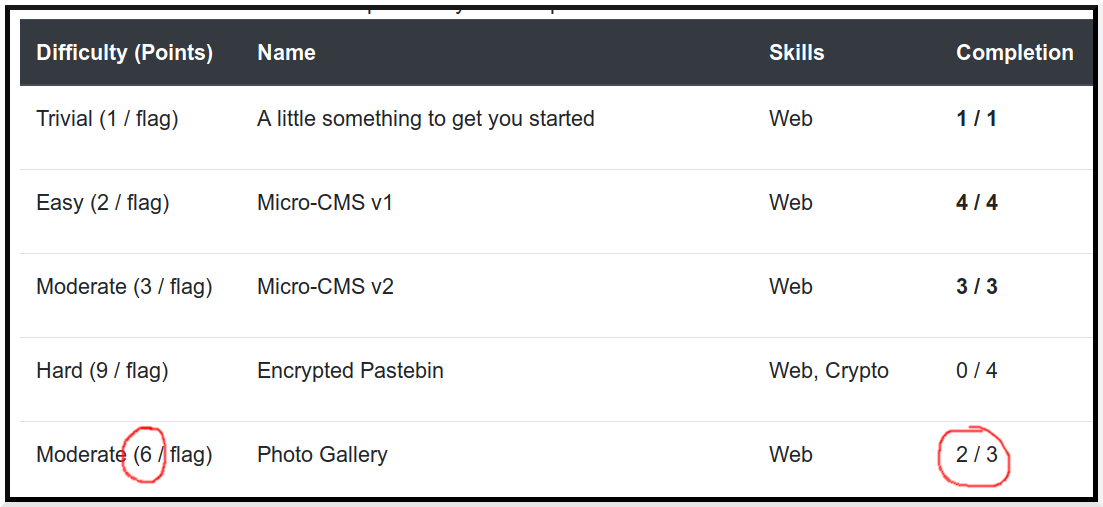 Difficulty (Points) Name Skills Completion
Trivial (1 / flag) A little something to get you started Web 1 / 1
Easy (2 / flag) Micro-CMS v1 Web 4 / 4
Moderate (3 / flag) Micro-CMS v2 Web 3 / 3
Hard (9 / flag) Encrypted Pastebin Web, Crypto 0 / 4
Moderate (6 / flag) Photo Gallery Web 2 / 3